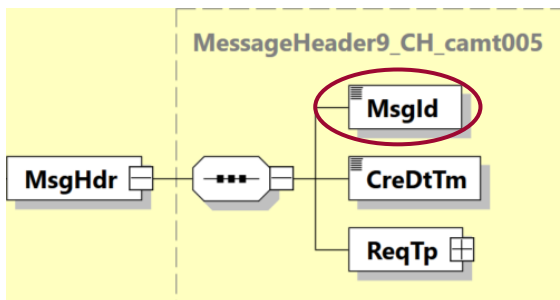 MessageHeader9_CH_camt005
MsgId
MsgHdr
CreDtTm
ReqTp